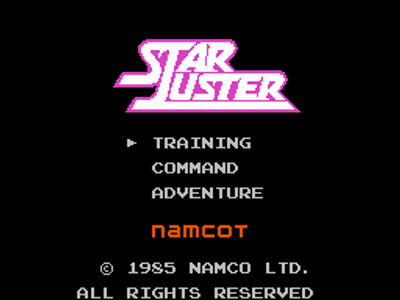 STAR
LUSTER
TRAINING
COMMAND
ADVENTURE
namcot
© 1985 NAMCO LTD.
ALL RIGHTS RESERVED